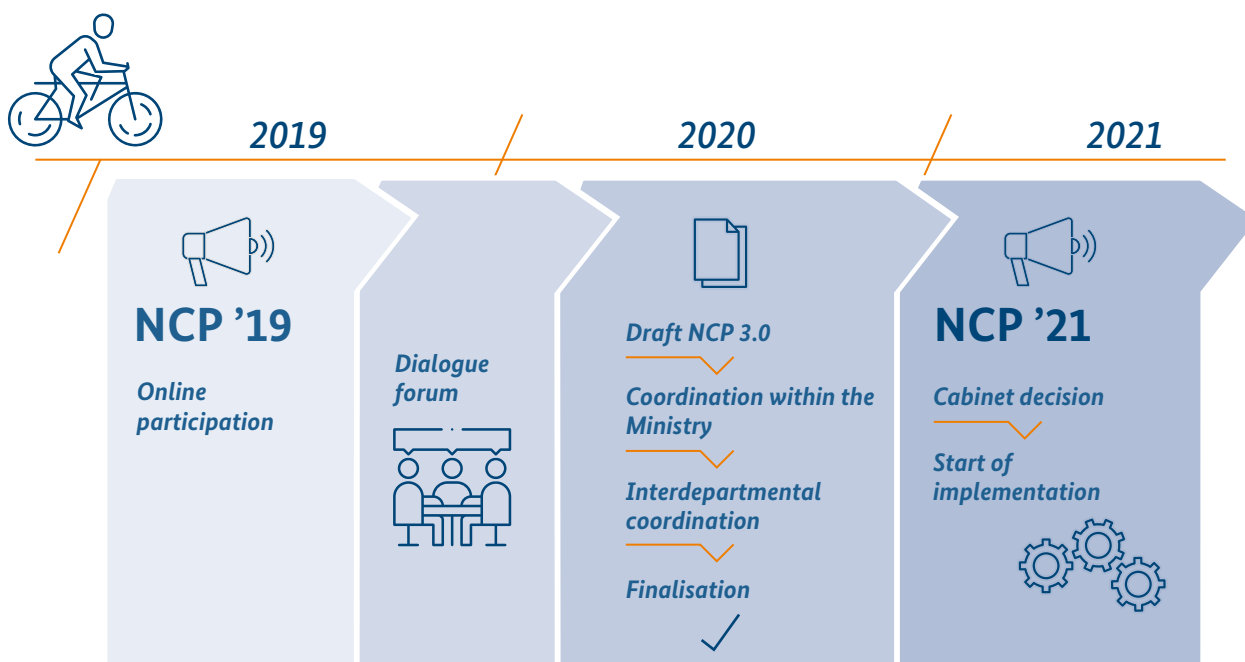 2019
2020
2021
NCP ’19
Online
participation
Dialogue
forum
Draft NCP 3.0
Coordination within the
Ministry
Interdepartmental
coordination
Finalisation
NCP ’21
Cabinet decision
Start of
implementation